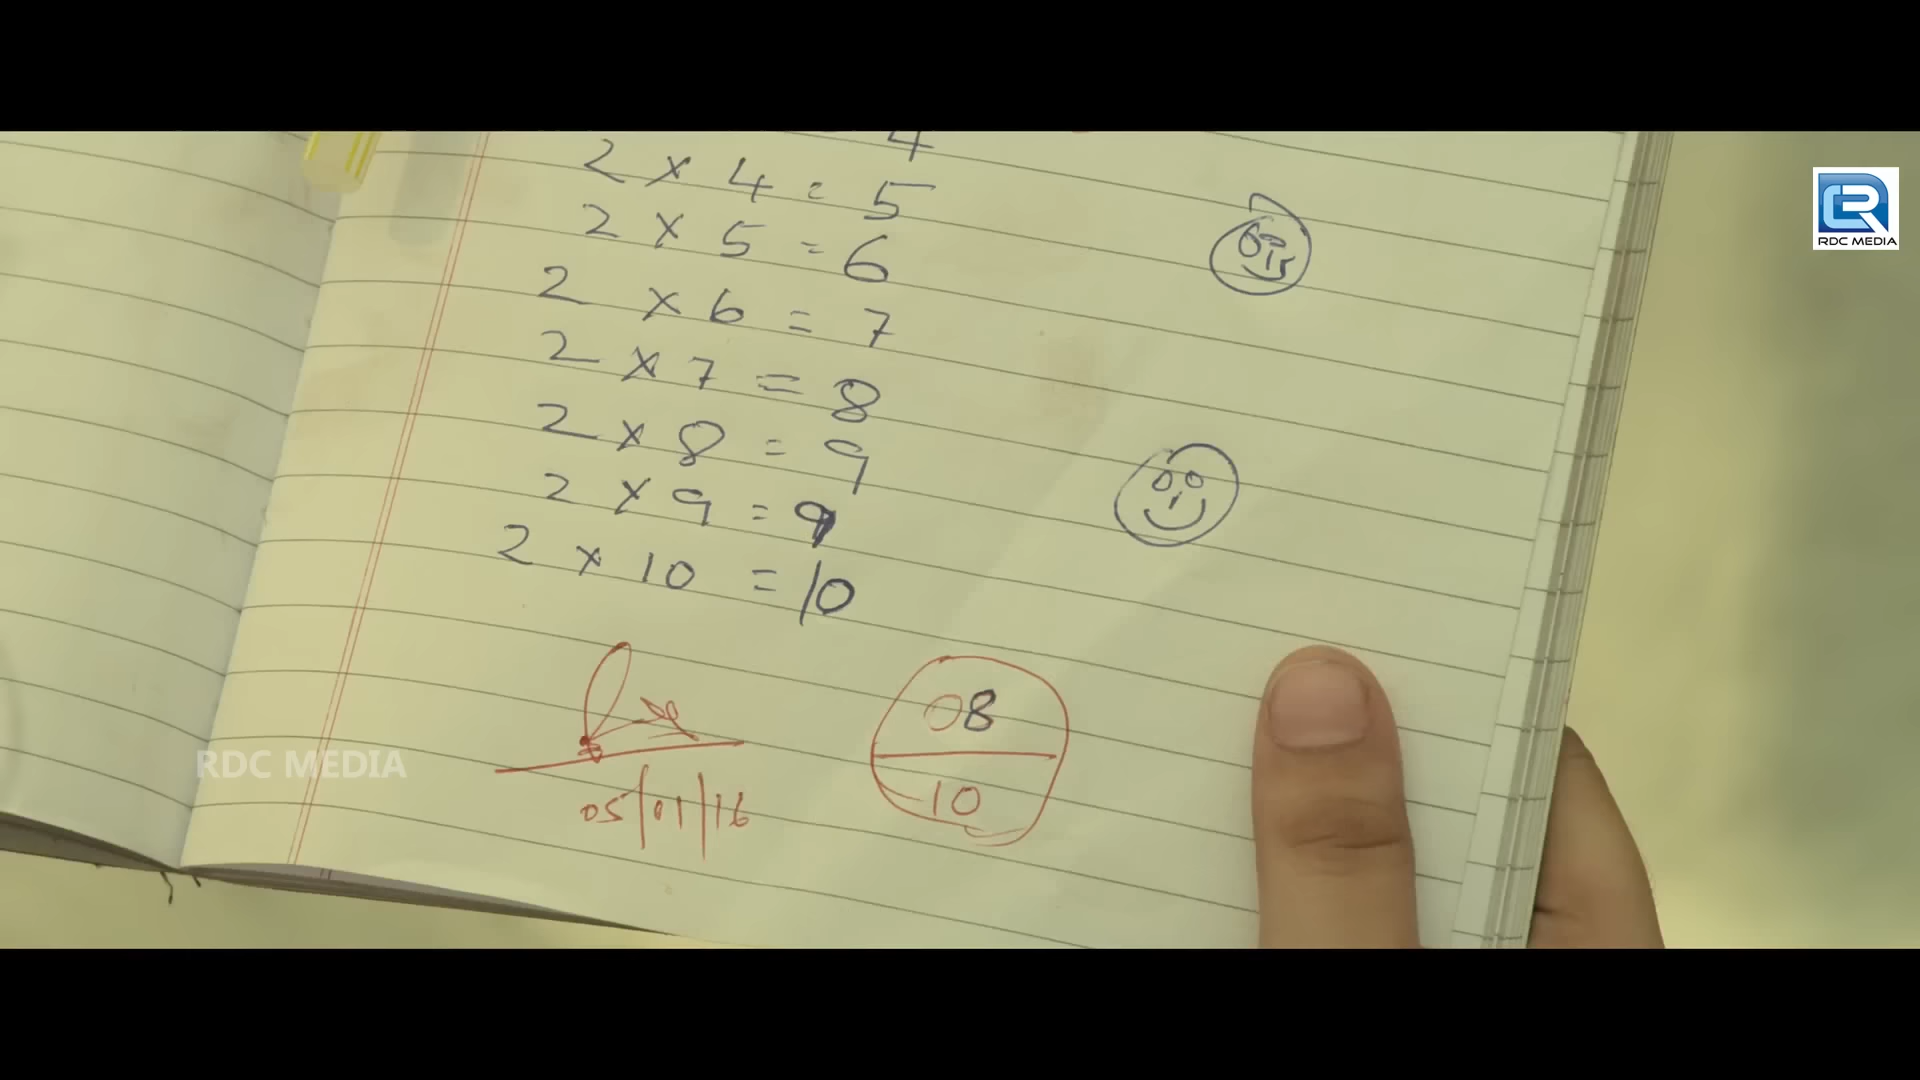 4
2 x 4 = 5
2 x 5 = 6
2 x 6 = 7
2 x 7 = 8
2 x 8 = 9
2 x 9 = 9
2 x 10 = 10
08
10
05/01/16
RDC MEDIA
RDC MEDIA